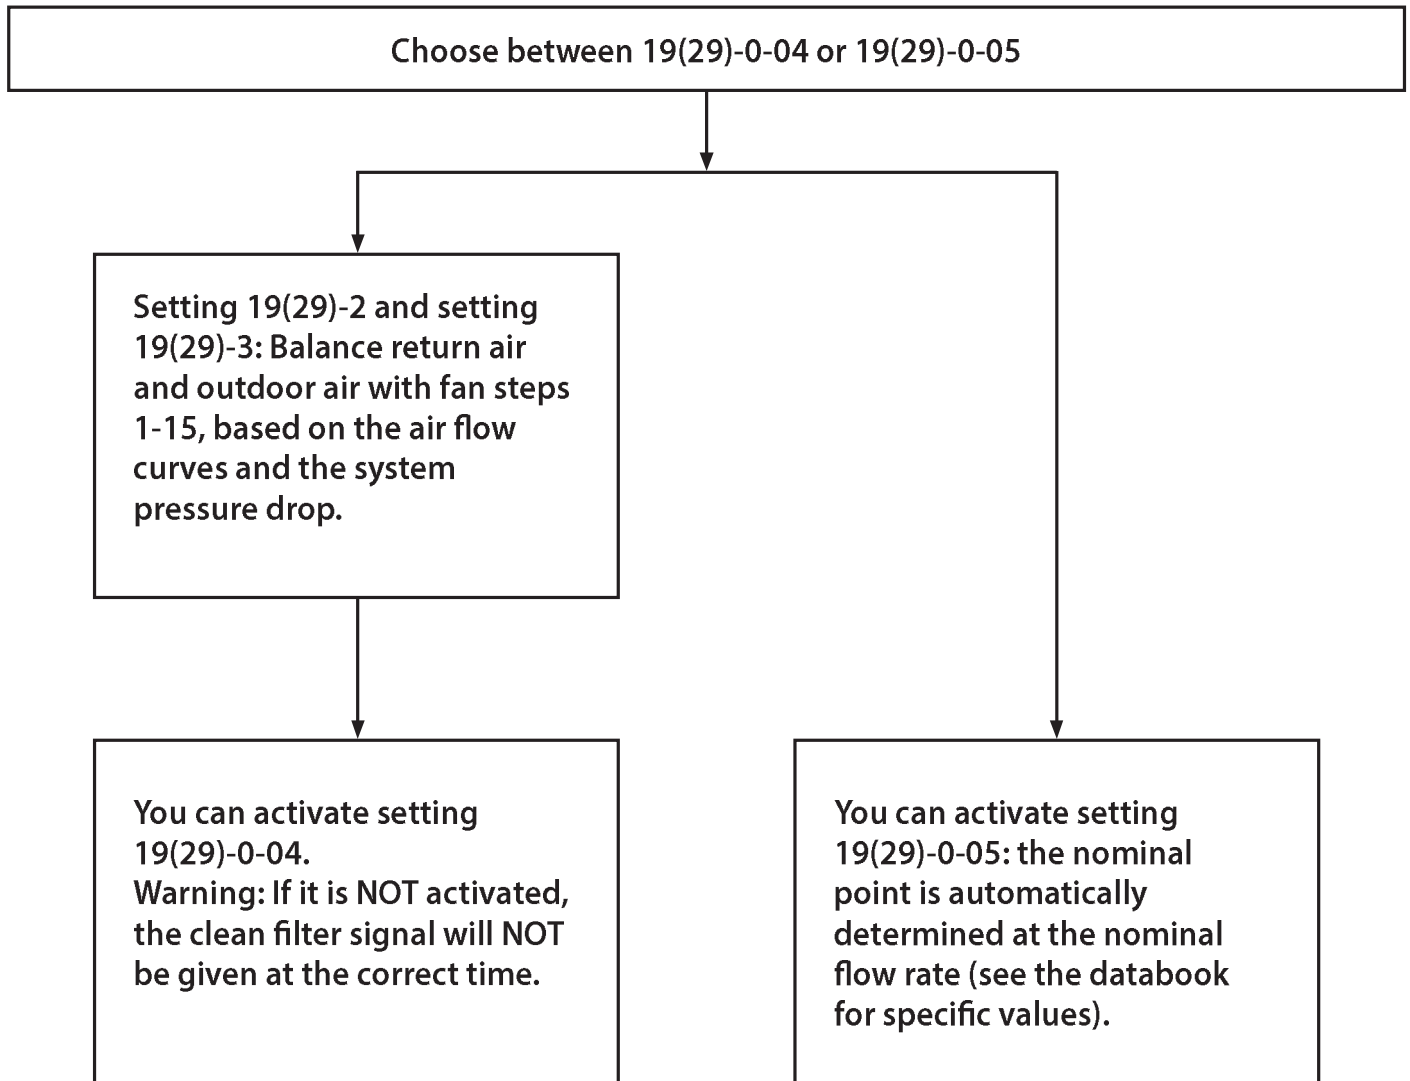 Choose between 19(29)-0-04 or 19(29)-0-05
Setting 19(29)-2 and setting
19(29)-3: Balance return air
and outdoor air with fan steps
1-15, based on the air flow
curves and the system
pressure drop.
You can activate setting
19(29)-0-04.
Warning: If it is NOT activated,
the clean filter signal will NOT
be given at the correct time.
You can activate setting
19(29)-0-05: the nominal
point is automatically
determined at the nominal
flow rate (see the databook
for specific values).